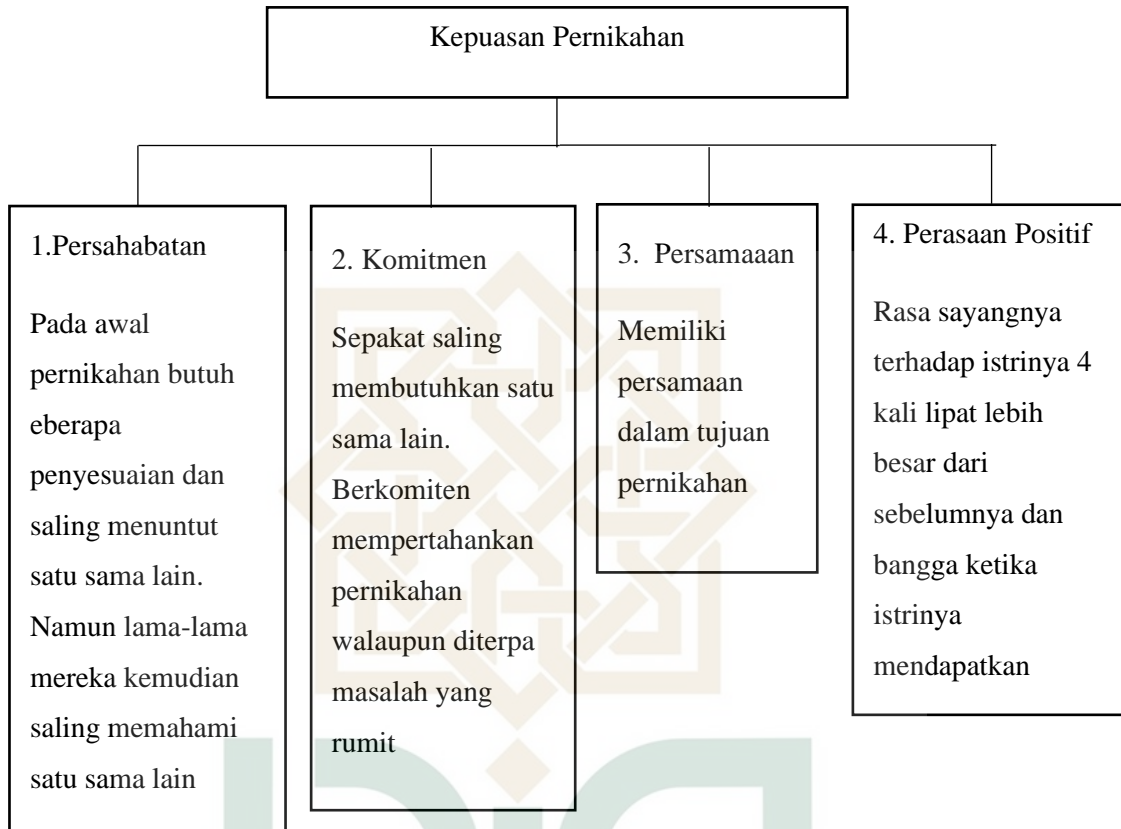 Kepuasan Pernikahan
1.Persahabatan
Pada awal
pernikahan butuh
eberapa
penyesuaian dan
saling menuntut
satu sama lain.
Namun lama-lama
mereka kemudian
saling memahami
satu sama lain
2. Komitmen
Sepakat saling
membutuhkan satu
sama lain.
Berkomiten
mempertahankan
pernikahan
walaupun diterpa
masalah yang
rumit
3. Persamaaan
Memiliki
persamaan
dalam tujuan
pernikahan
4. Perasaan Positif
Rasa sayangnya
terhadap istrinya 4
kali lipat lebih
besar dari
sebelumnya dan
bangga ketika
istrinya
mendapatkan